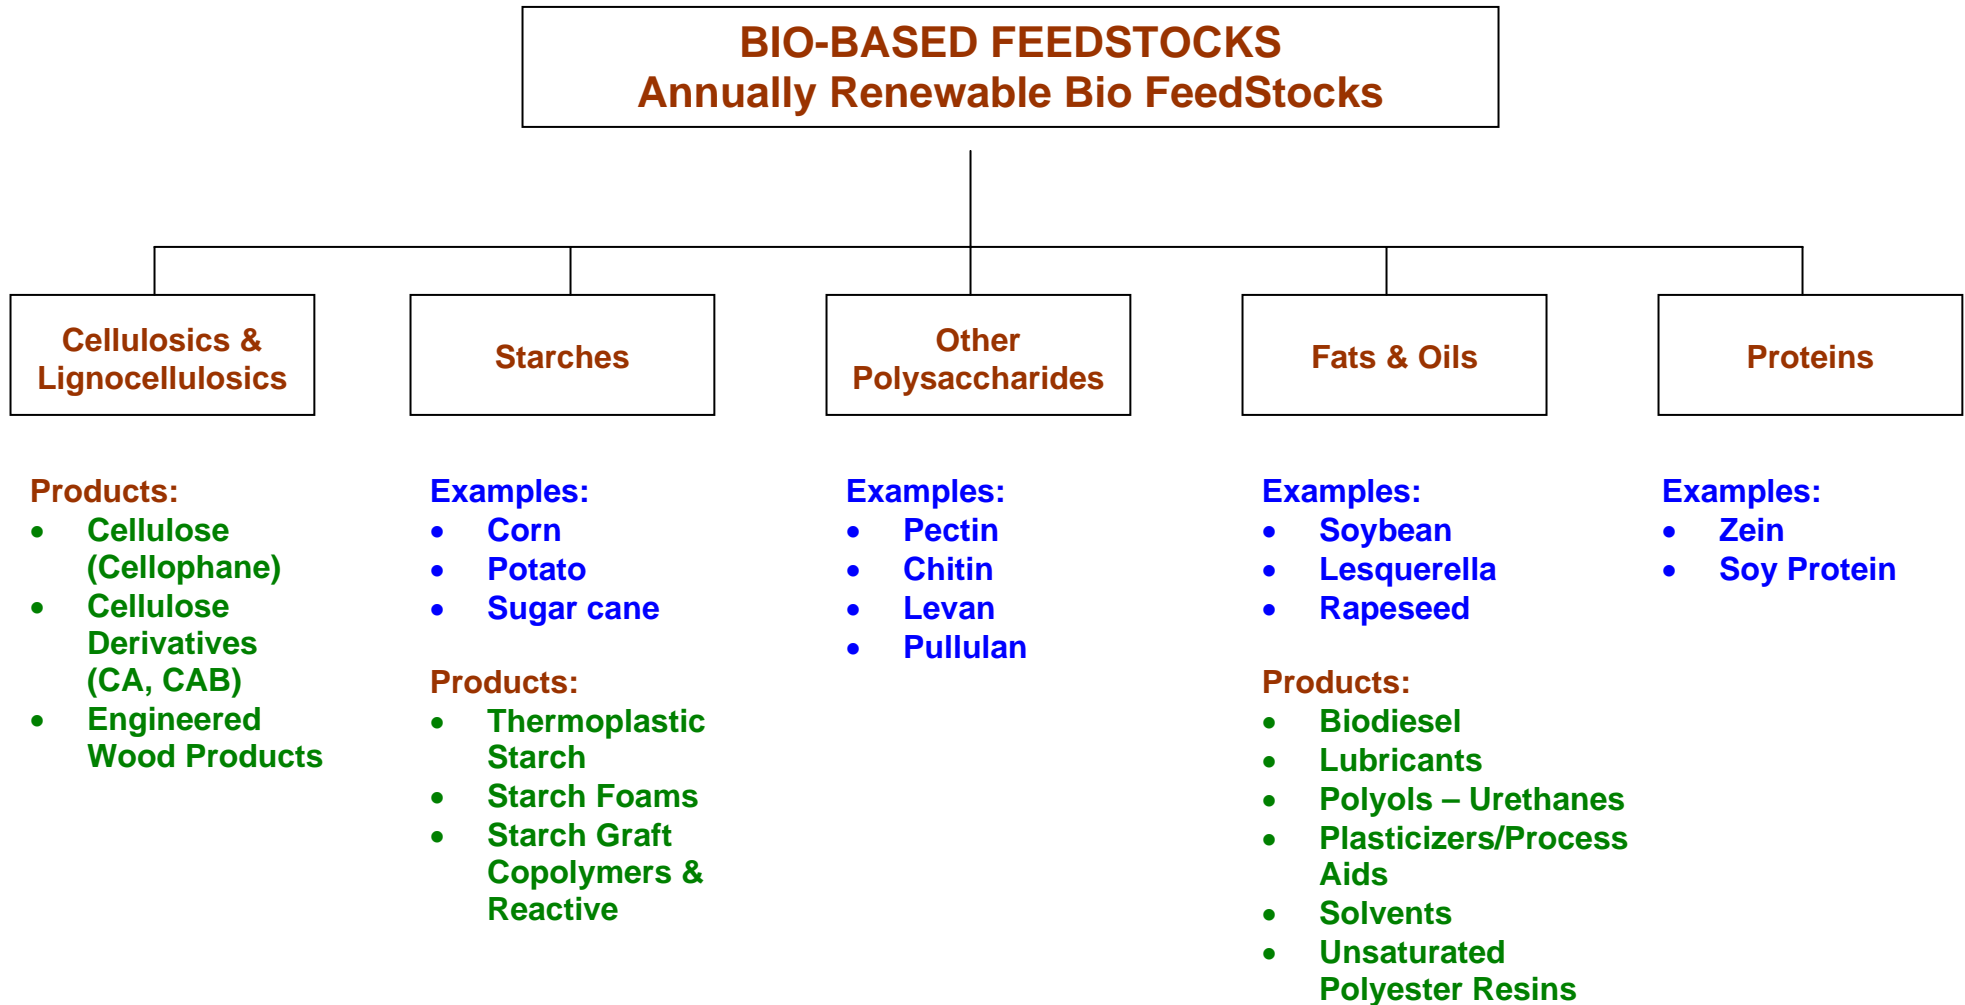 BIO-BASED FEEDSTOCKS
Annually Renewable Bio FeedStocks
Cellulosics &
Lignocellulosics
Starches
Other
Polysaccharides
Fats & Oils
Proteins
Products:
• Cellulose
(Cellophane)
• Cellulose
Derivatives
(CA, CAB)
• Engineered
Wood Products
Examples:
• Corn
• Potato
• Sugar cane
Products:
• Thermoplastic
Starch
• Starch Foams
• Starch Graft
Copolymers &
Reactive
Examples:
• Pectin
• Chitin
• Levan
• Pullulan
Examples:
• Soybean
• Lesquerella
• Rapeseed
Products:
• Biodiesel
• Lubricants
• Polyols – Urethanes
• Plasticizers/Process
Aids
• Solvents
• Unsaturated
Polyester Resins
Examples:
• Zein
• Soy Protein